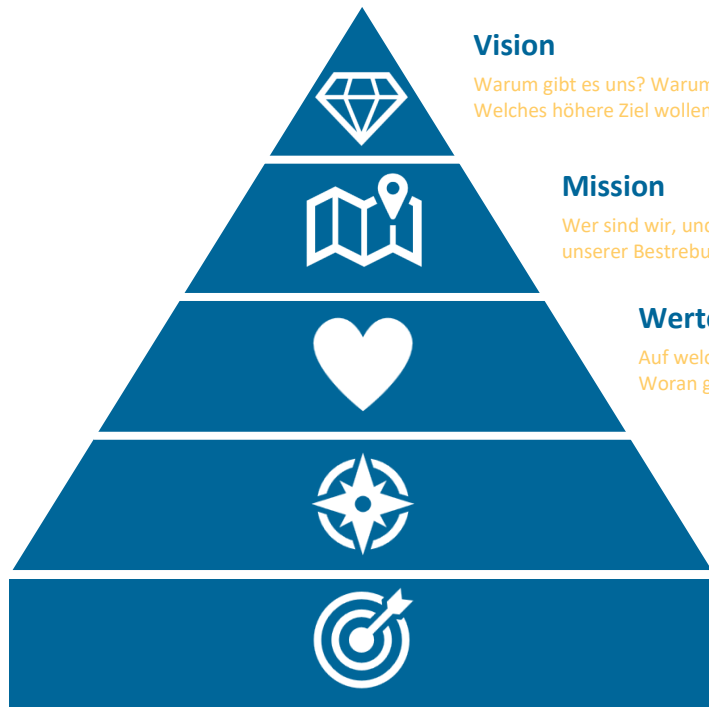 Vision
Warum gibt es uns? Warum
Welches höhere Ziel wollen
Mission
Wer sind wir, und
unserer Bestrebu
Werte
Auf welc
Woran g